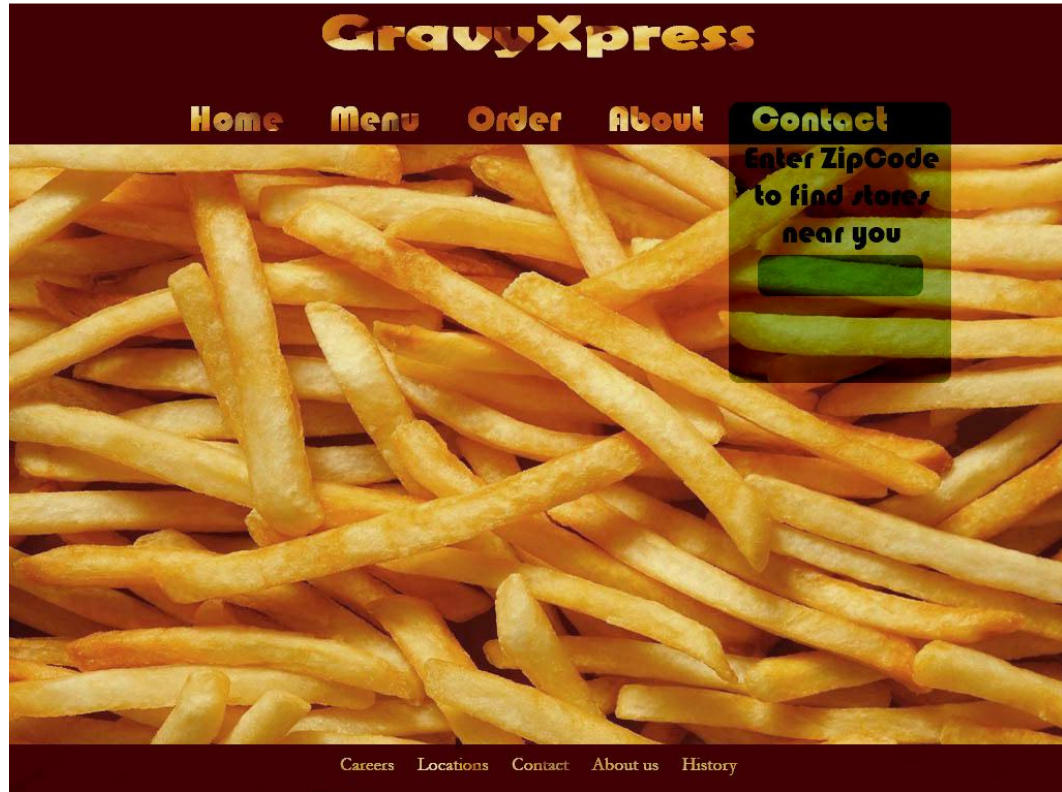 GravyXpress
Home Menu Order About Contact
Enter ZipCode
to find stores
near you
Careers Locations Contact About us History